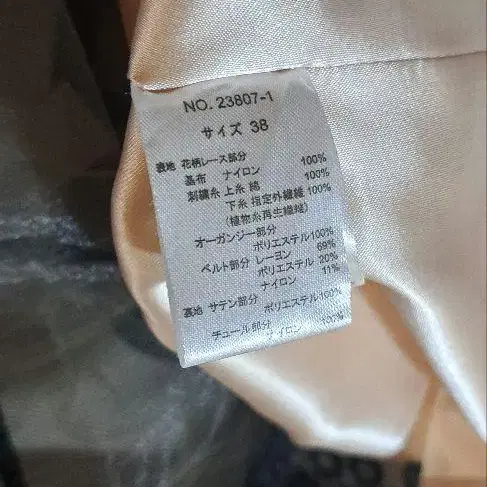 NO. 23807-1
サイズ 38
表地 花柄レース部分
基布 ナイロン 100%
刺繍糸 上糸 綿 100%
下糸 指定外繊維 100%
(植物糸再生繊維)
オーガンジー部分
ポリエステル100%
ベルト部分 レーヨン 69%
ポリエステル 20%
ナイロン 11%
裏地 サテン部分
ポリエステル100%
チュール部分
ナイロン 100%